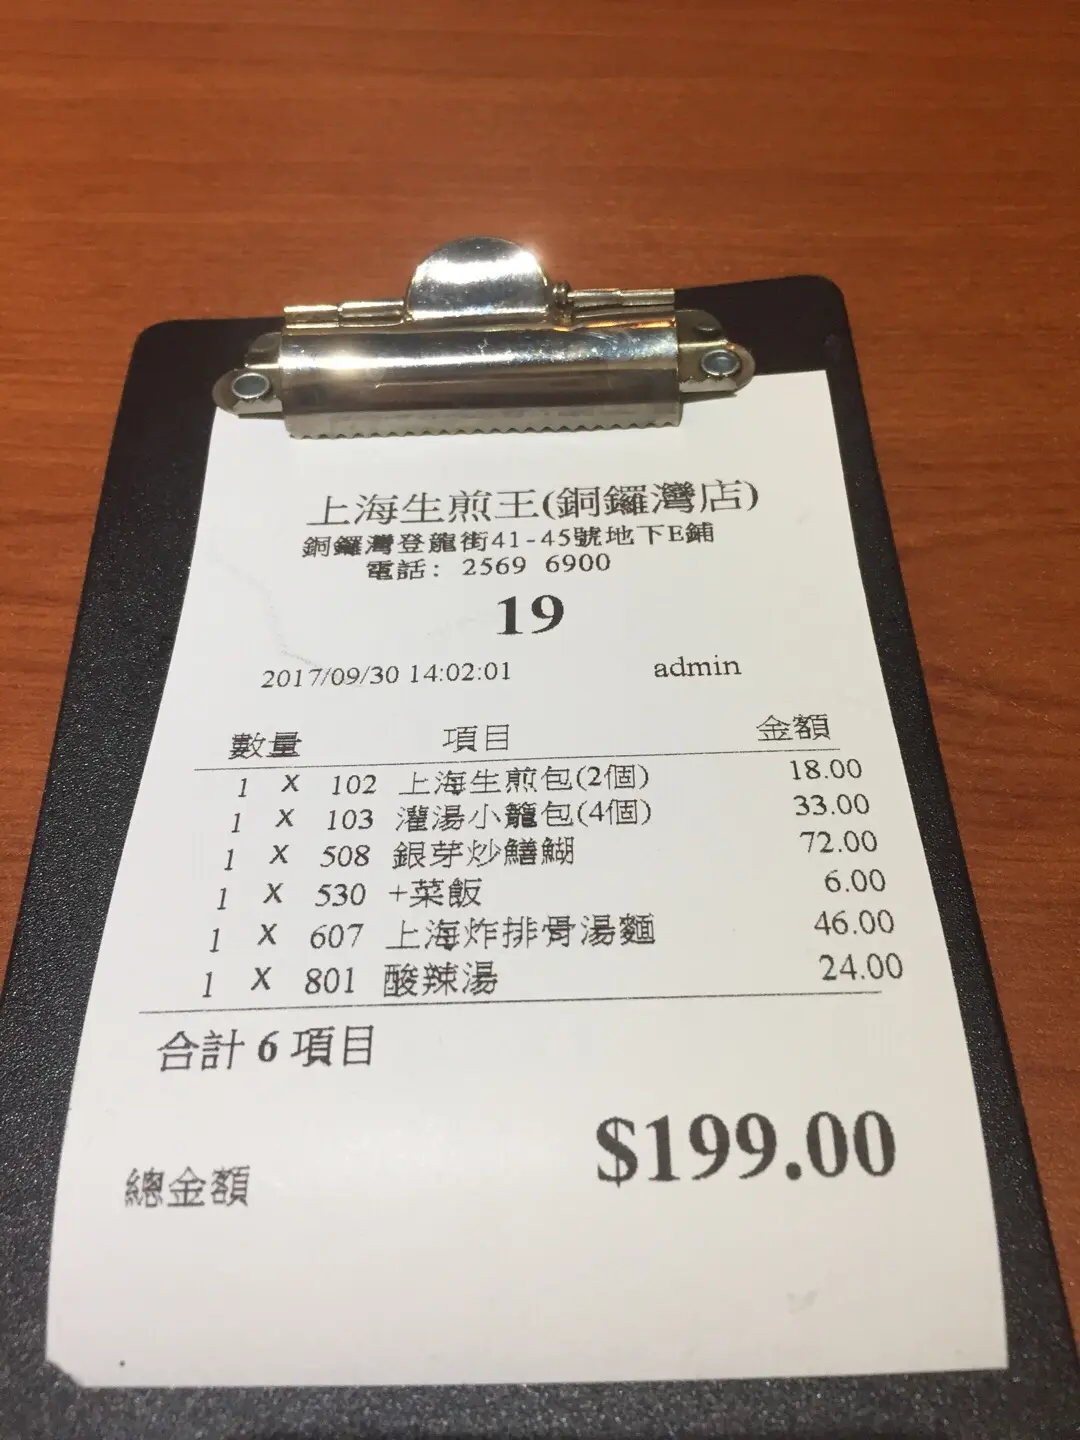 上海生煎王(銅鑼灣店)
銅鑼灣登龍街41-45號地下E鋪
電話: 2569 6900
19
2017/09/30 14:02:01 admin
數量 項目 金額
1 X 102 上海生煎包(2個) 18.00
1 X 103 灌湯小籠包(4個) 33.00
1 X 508 銀芽炒鱔鯽 72.00
1 X 530 +菜飯 6.00
1 X 607 上海炸排骨湯麵 46.00
1 X 801 酸辣湯 24.00
合計 6 項目
總金額 $199.00